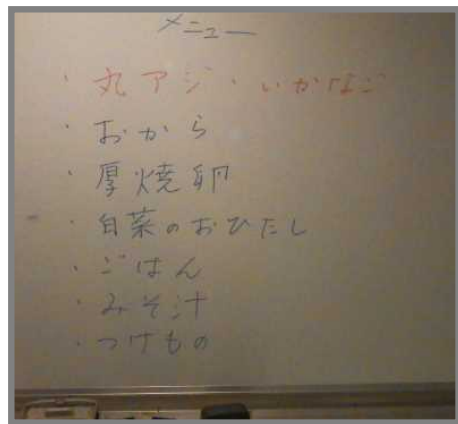 メニュー
・丸アジ・いかなご
・おから
・厚焼卵
・白菜のおひたし
・ごはん
・みそ汁
・つけもの